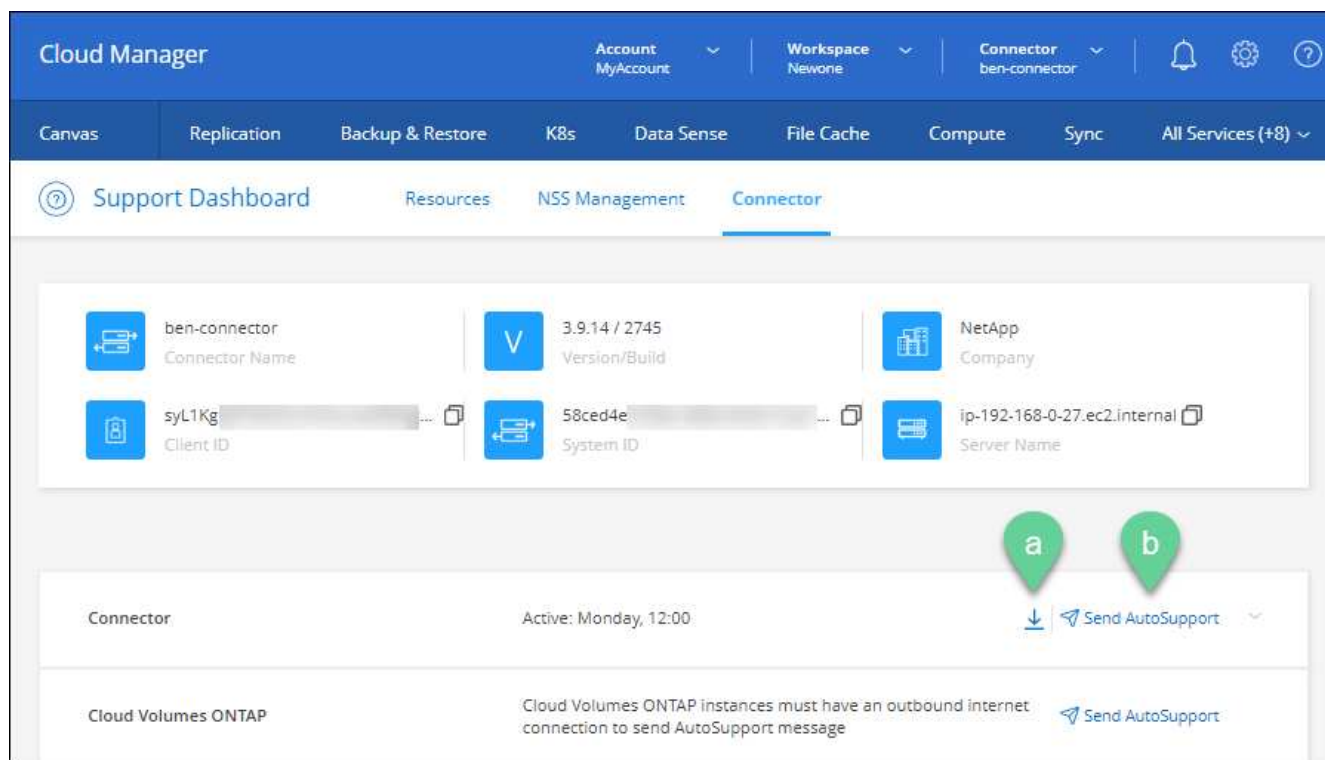 Cloud Manager
Account
MyAccount
Workspace
Newone
Connector
ben-connector
Canvas Replication Backup & Restore K8s Data Sense File Cache Compute Sync All Services (+8)
Support Dashboard Resources NSS Management Connector
ben-connector
Connector Name
V
3.9.14 / 2745
Version/Build
NetApp
Company
syL1Kg ...
Client ID
58ced4e ...
System ID
ip-192-168-0-27.ec2.internal
Server Name
a b
Connector Active: Monday, 12:00 Send AutoSupport
Cloud Volumes ONTAP
Cloud Volumes ONTAP instances must have an outbound internet
connection to send AutoSupport message
Send AutoSupport